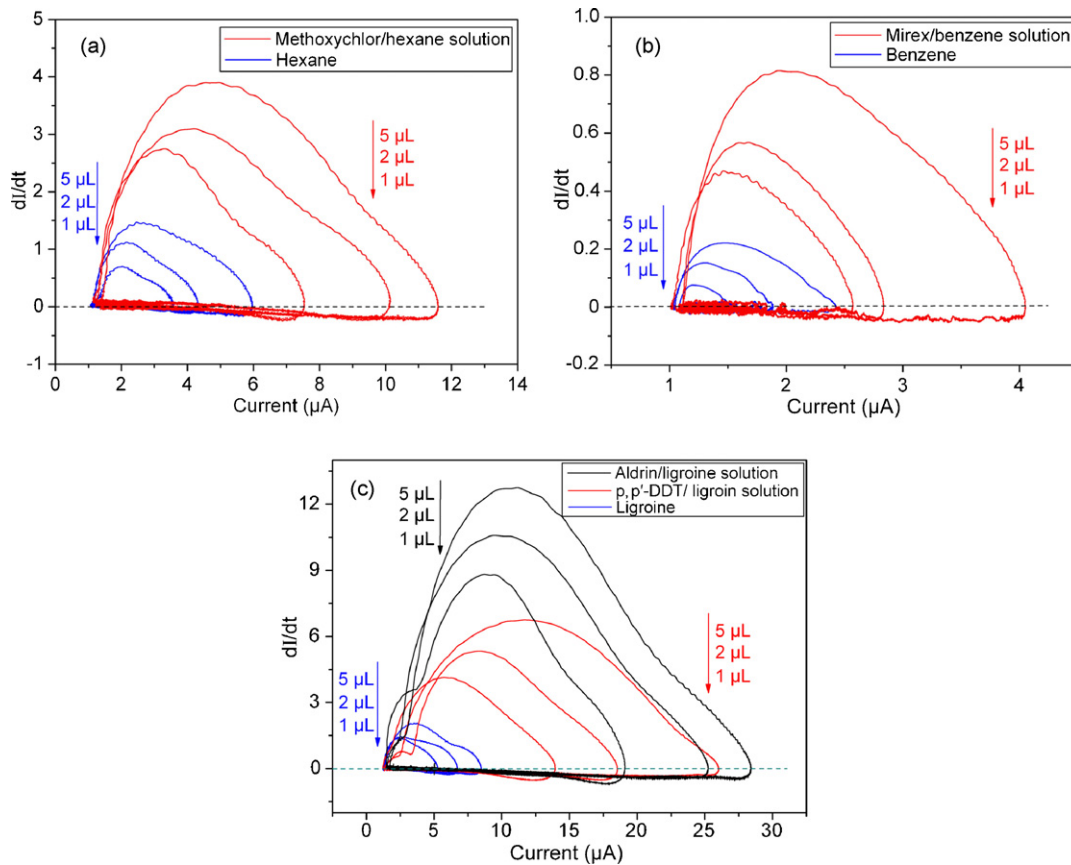 (a)
Methoxychlor/hexane solution
Hexane
5 µL
2 µL
1 µL
5 µL
2 µL
1 µL
5
4
3
2
1
0
-1
dI/dt
0 2 4 6 8 10 12 14
Current (µA)
(b)
Mirex/benzene solution
Benzene
5 µL
2 µL
1 µL
5 µL
2 µL
1 µL
1.0
0.8
0.6
0.4
0.2
0.0
-0.2
dI/dt
1 2 3 4
Current (µA)
(c)
Aldrin/ligroine solution
p,p'-DDT/ ligroin solution
Ligroine
5 µL
2 µL
1 µL
5 µL
2 µL
1 µL
5 µL
2 µL
1 µL
12
9
6
3
0
dI/dt
0 5 10 15 20 25 30
Current (µA)